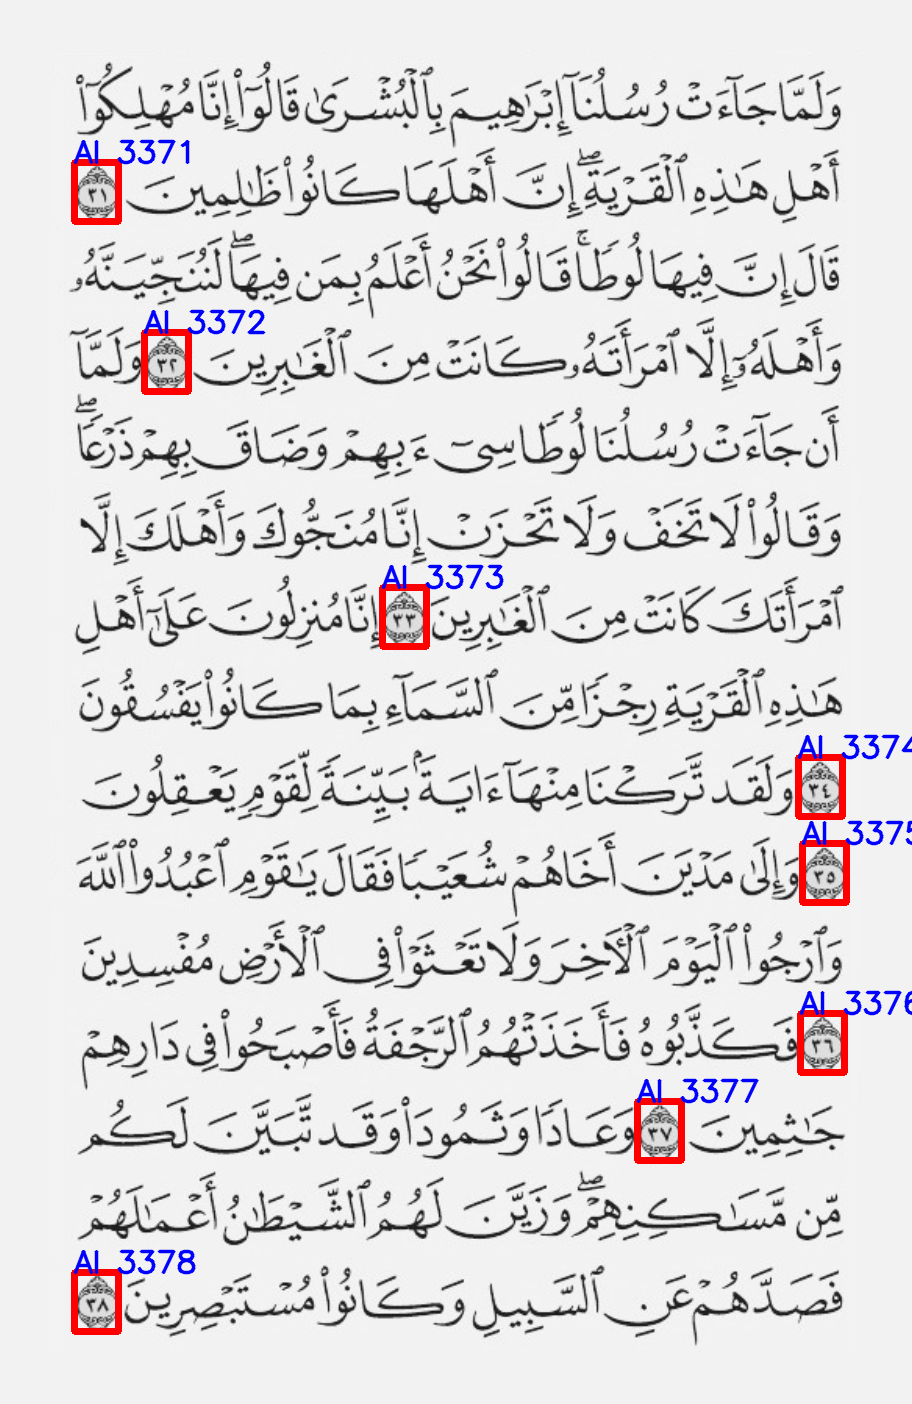 وَلَمَّا جَآءَتْ رُسُلُنَآ إِبْرَٰهِيمَ بِٱلْبُشْرَىٰ قَالُوٓا۟ إِنَّا مُهْلِكُوٓا۟
AI 3371
أَهْلِ هَٰذِهِ ٱلْقَرْيَةِ ۖ إِنَّ أَهْلَهَا كَانُوا۟ ظَٰلِمِينَ ٣١
قَالَ إِنَّ فِيهَا لُوطًا ۚ قَالُوا۟ نَحْنُ أَعْلَمُ بِمَن فِيهَا ۖ لَنُنَجِّيَنَّهُۥ
AI 3372
وَأَهْلَهُۥٓ إِلَّا ٱمْرَأَتَهُۥ كَانَتْ مِنَ ٱلْغَٰبِرِينَ ٣٢ وَلَمَّآ
أَن جَآءَتْ رُسُلُنَا لُوطًا سِىٓءَ بِهِمْ وَضَاقَ بِهِمْ ذَرْعًا ۖ
وَقَالُوا۟ لَا تَخَفْ وَلَا تَحْزَنْ إِنَّا مُنَجُّوكَ وَأَهْلَكَ إِلَّا
AI 3373
ٱمْرَأَتَكَ كَانَتْ مِنَ ٱلْغَٰبِرِينَ ٣٣ إِنَّا مُنزِلُونَ عَلَىٰٓ أَهْلِ
هَٰذِهِ ٱلْقَرْيَةِ رِجْزًا مِّنَ ٱلسَّمَآءِ بِمَا كَانُوا۟ يَفْسُقُونَ
AI 3374
٣٤ وَلَقَد تَّرَكْنَا مِنْهَآ ءَايَةًۢ بَيِّنَةً لِّقَوْمٍ يَعْقِلُونَ
AI 3375
٣٥ وَإِلَىٰ مَدْيَنَ أَخَاهُمْ شُعَيْبًا فَقَالَ يَٰقَوْمِ ٱعْبُدُوا۟ ٱللَّهَ
وَٱرْجُوا۟ ٱلْيَوْمَ ٱلْءَاخِرَ وَلَا تَعْثَوْا۟ فِى ٱلْأَرْضِ مُفْسِدِينَ
AI 3376
٣٦ فَكَذَّبُوهُ فَأَخَذَتْهُمُ ٱلرَّجْفَةُ فَأَصْبَحُوا۟ فِى دَارِهِمْ
AI 3377
جَٰثِمِينَ ٣٧ وَعَادًا وَثَمُودَا۟ وَقَد تَّبَيَّنَ لَكُم
مِّن مَّسَٰكِنِهِمْ ۖ وَزَيَّنَ لَهُمُ ٱلشَّيْطَٰنُ أَعْمَٰلَهُمْ
AI 3378
فَصَدَّهُمْ عَنِ ٱلسَّبِيلِ وَكَانُوا۟ مُسْتَبْصِرِينَ ٣٨